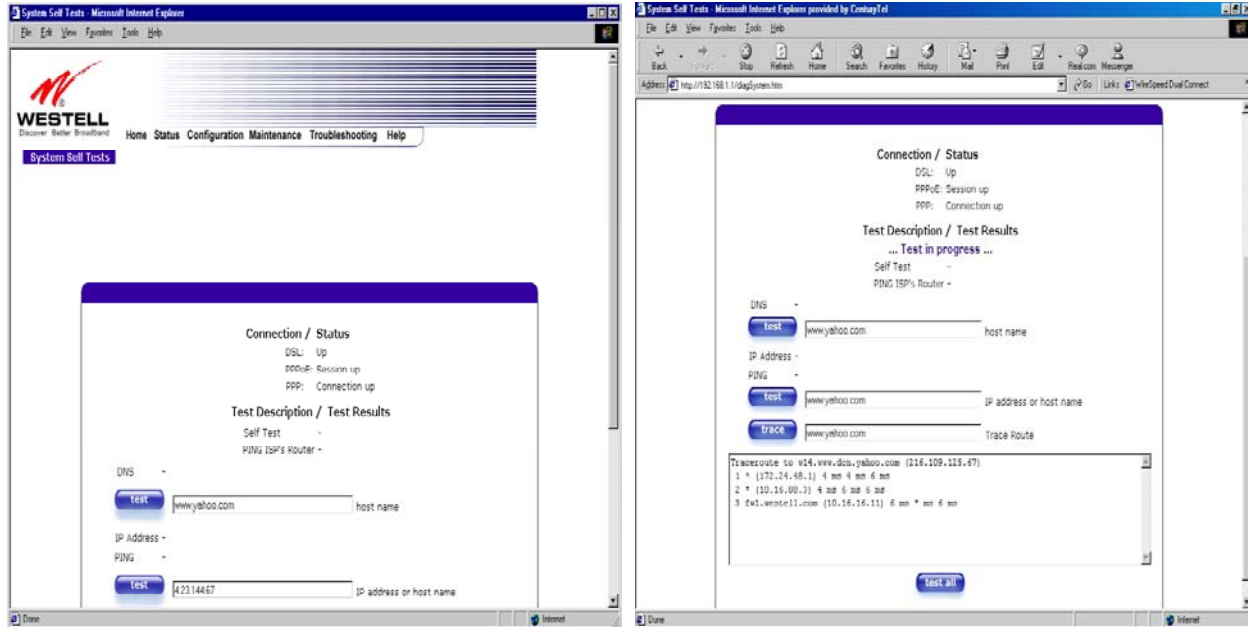 System Self Tests - Microsoft Internet Explorer
File Edit View Favorites Tools Help
WESTELL
Discover Better Broadband
Home Status Configuration Maintenance Troubleshooting Help
System Self Tests
Connection / Status
DSL: Up
PPPoE: Session up
PPP: Connection up
Test Description / Test Results
Self Test -
PING ISP's Router -
DNS -
test www.yahoo.com host name
IP Address -
PING -
test 4.23.144.67 IP address or host name
Done Internet
System Self Tests - Microsoft Internet Explorer provided by CenturyTel
File Edit View Favorites Tools Help
Back Stop Refresh Home Search Favorites History Mail Print Edit Real.com Messenger
Address http://192.168.1.1/diagSystem.htm Go Links WireSpeed Dual Connect
Connection / Status
DSL: Up
PPPoE: Session up
PPP: Connection up
Test Description / Test Results
... Test in progress ...
Self Test -
PING ISP's Router -
DNS -
test www.yahoo.com host name
IP Address -
PING -
test www.yahoo.com IP address or host name
trace www.yahoo.com Trace Route
Traceroute to w14.www.dcn.yahoo.com (216.109.125.67)
1 * (172.24.48.1) 4 ms 4 ms 6 ms
2 * 4 ms 6 ms 6 ms
3 fw1.westell.com (10.16.16.11) 6 ms * ms 6 ms
test all
Done Internet